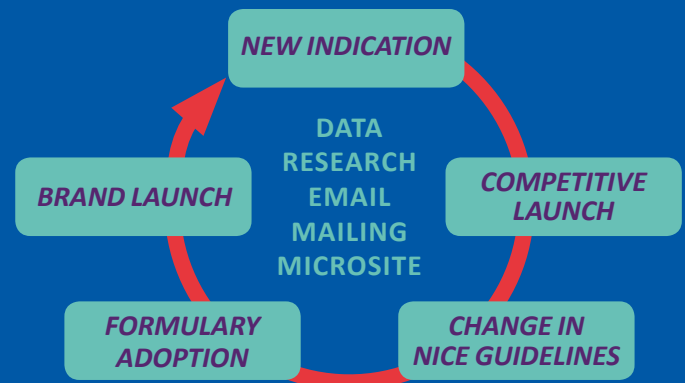 NEW INDICATION
DATA
RESEARCH
EMAIL
MAILING
MICROSITE
BRAND LAUNCH
COMPETITIVE
LAUNCH
FORMULARY
ADOPTION
CHANGE IN
NICE GUIDELINES